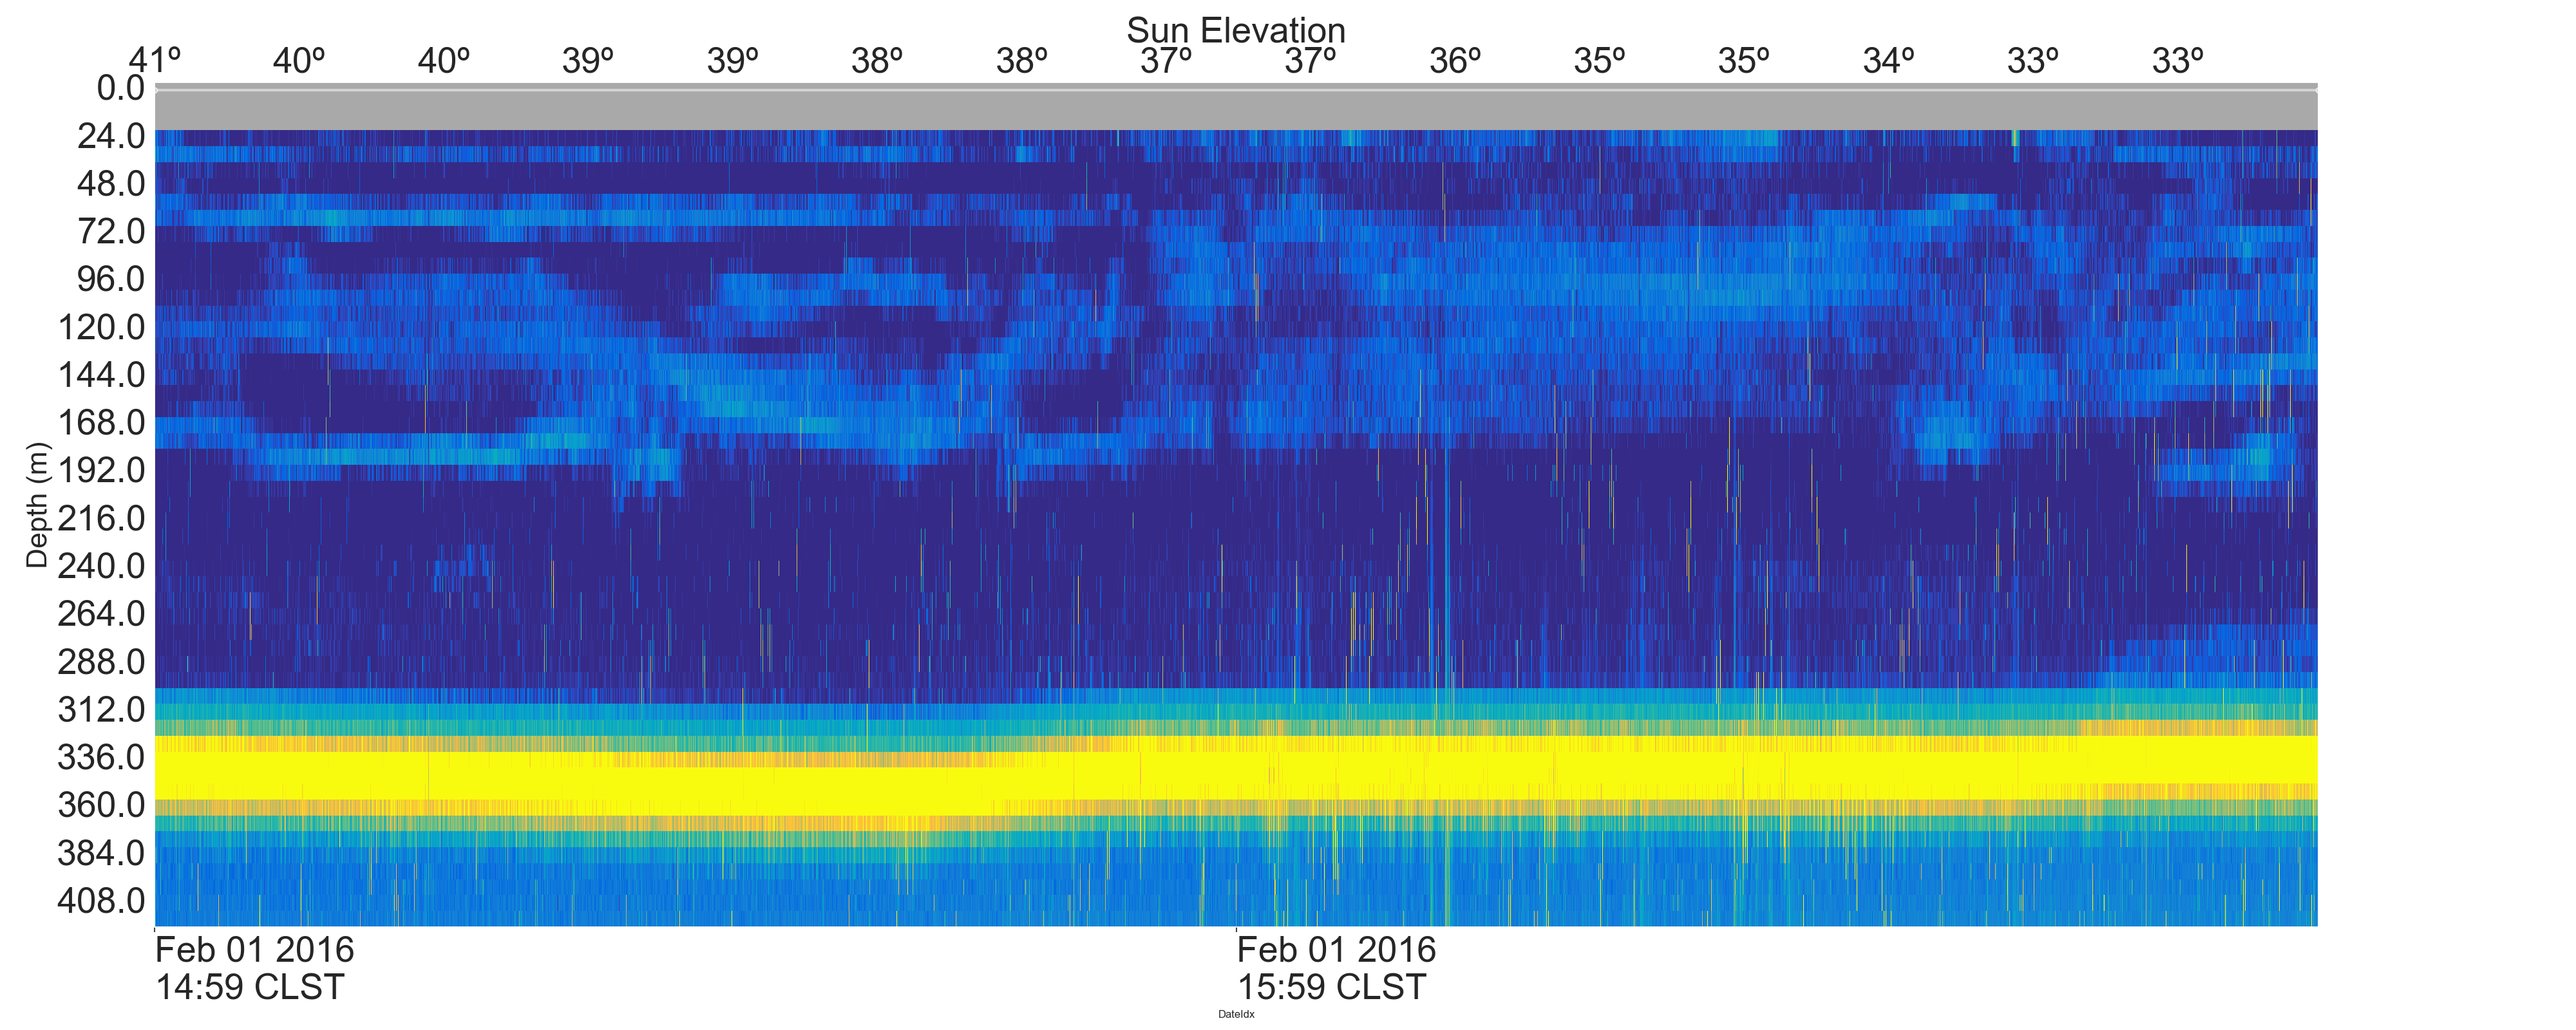 Sun Elevation
41º 40º 40º 39º 39º 38º 38º 37º 37º 36º 35º 35º 34º 33º 33º
0.0
24.0
48.0
72.0
96.0
120.0
144.0
168.0
192.0
216.0
240.0
264.0
288.0
312.0
336.0
360.0
384.0
408.0
Depth (m)
Feb 01 2016
14:59 CLST
Feb 01 2016
15:59 CLST
DateIdx